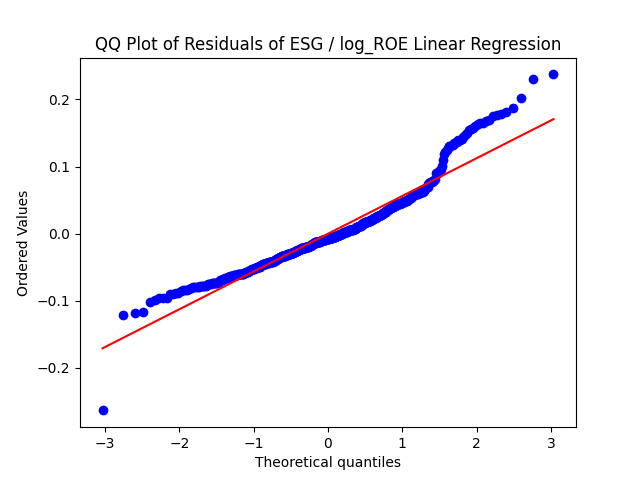 QQ Plot of Residuals of ESG / log_ROE Linear Regression
0.2
0.1
0.0
−0.1
−0.2
Ordered Values
−3 −2 −1 0 1 2 3
Theoretical quantiles